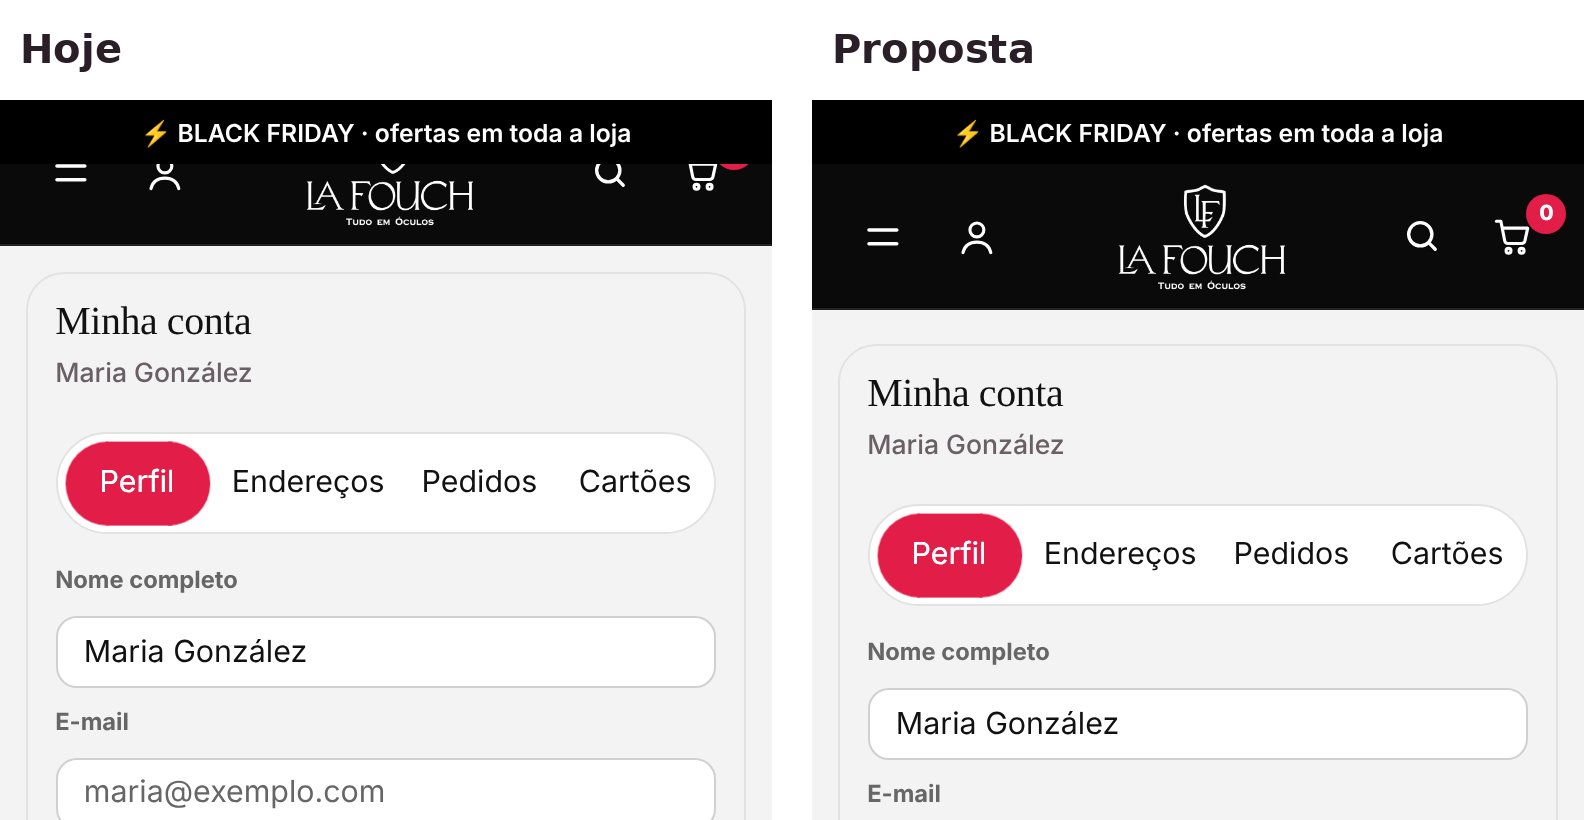 Hoje
⚡ BLACK FRIDAY · ofertas em toda a loja
LA FOUCH
TUDO EM ÓCULOS
Minha conta
Maria González
Perfil Endereços Pedidos Cartões
Nome completo
Maria González
E-mail
maria@exemplo.com
Proposta
⚡ BLACK FRIDAY · ofertas em toda a loja
0
LF
LA FOUCH
TUDO EM ÓCULOS
Minha conta
Maria González
Perfil Endereços Pedidos Cartões
Nome completo
Maria González
E-mail